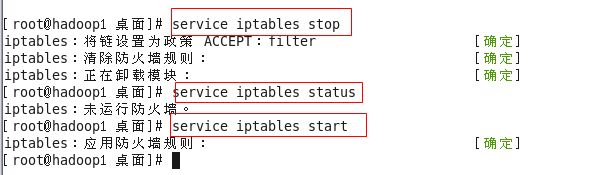 [root@hadoop1 桌面]# service iptables stop
iptables：将链设置为政策 ACCEPT：filter [确定]
iptables：清除防火墙规则： [确定]
iptables：正在卸载模块： [确定]
[root@hadoop1 桌面]# service iptables status
iptables：未运行防火墙。
[root@hadoop1 桌面]# service iptables start
iptables：应用防火墙规则： [确定]
[root@hadoop1 桌面]#